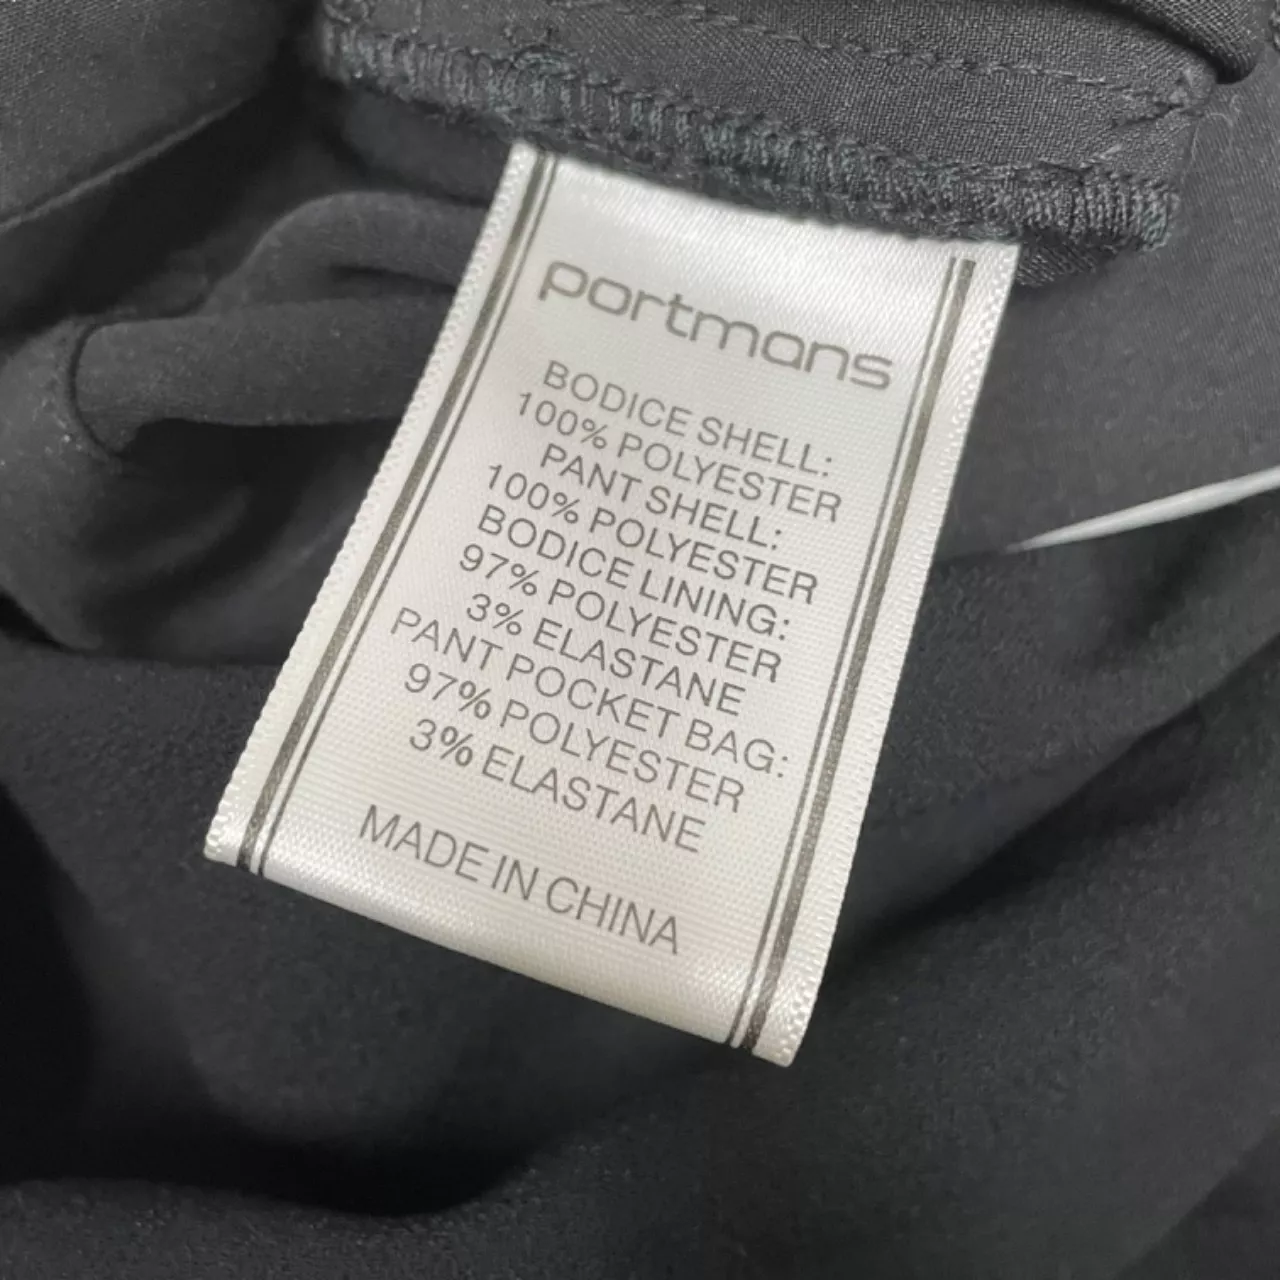 portmans
BODICE SHELL:
100% POLYESTER
PANT SHELL:
100% POLYESTER
BODICE LINING:
97% POLYESTER
3% ELASTANE
PANT POCKET BAG:
97% POLYESTER
3% ELASTANE
MADE IN CHINA